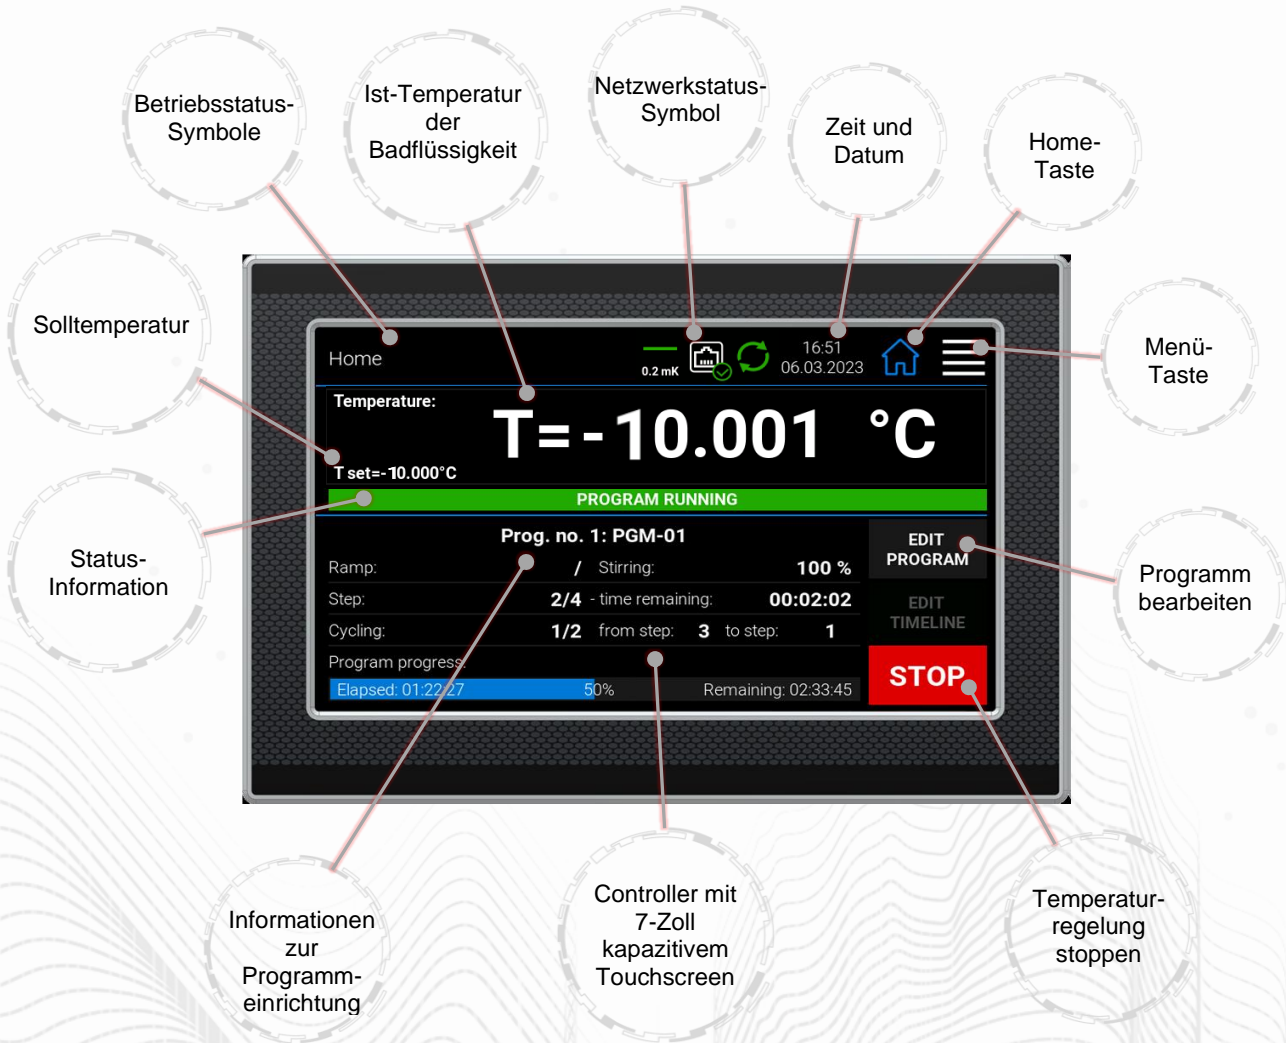 Betriebsstatus-
Symbole
Ist-Temperatur
der
Badflüssigkeit
Netzwerkstatus-
Symbol
Zeit und
Datum
Home-
Taste
Solltemperatur
Menü-
Taste
Status-
Information
Programm
bearbeiten
Home
0.2 mK
16:51
06.03.2023
Temperature:
T=-10.001 °C
T set=-10.000°C
PROGRAM RUNNING
Prog. no. 1: PGM-01
Ramp: / Stirring: 100 %
Step: 2/4 - time remaining: 00:02:02
Cycling: 1/2 from step: 3 to step: 1
Program progress:
Elapsed: 01:22:27 50% Remaining: 02:33:45
EDIT
PROGRAM
EDIT
TIMELINE
STOP
Informationen
zur
Programm-
einrichtung
Controller mit
7-Zoll
kapazitivem
Touchscreen
Temperatur-
regelung
stoppen